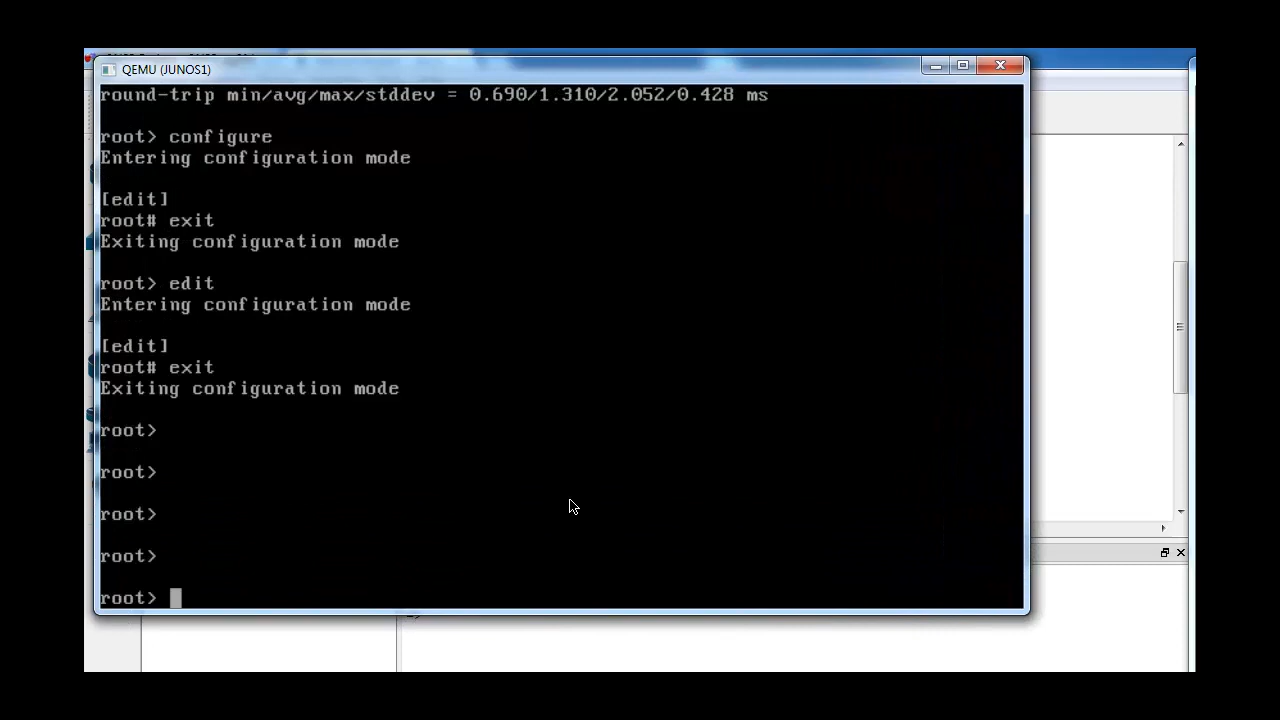 QEMU (JUNOS1)
round-trip min/avg/max/stddev = 0.690/1.310/2.052/0.428 ms
root> configure
Entering configuration mode
[edit]
root# exit
Exiting configuration mode
root> edit
Entering configuration mode
[edit]
root# exit
Exiting configuration mode
root>
root>
root>
root>
root>